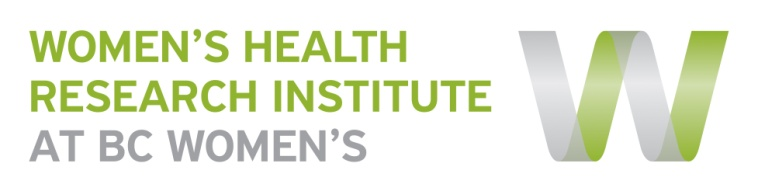 WOMEN’S HEALTH
RESEARCH INSTITUTE
AT BC WOMEN’S
W